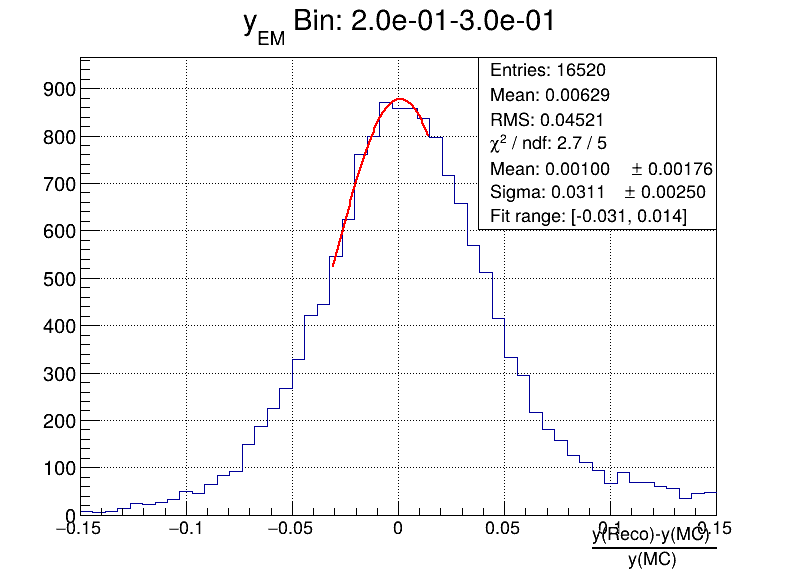 yEM Bin: 2.0e-01-3.0e-01
Entries: 16520
Mean: 0.00629
RMS: 0.04521
χ2 / ndf: 2.7 / 5
Mean: 0.00100 ± 0.00176
Sigma: 0.0311 ± 0.00250
Fit range: [-0.031, 0.014]
900
800
700
600
500
400
300
200
100
0
−0.15 −0.1 −0.05 0 0.05 0.1 0.15
y(Reco)-y(MC)
y(MC)